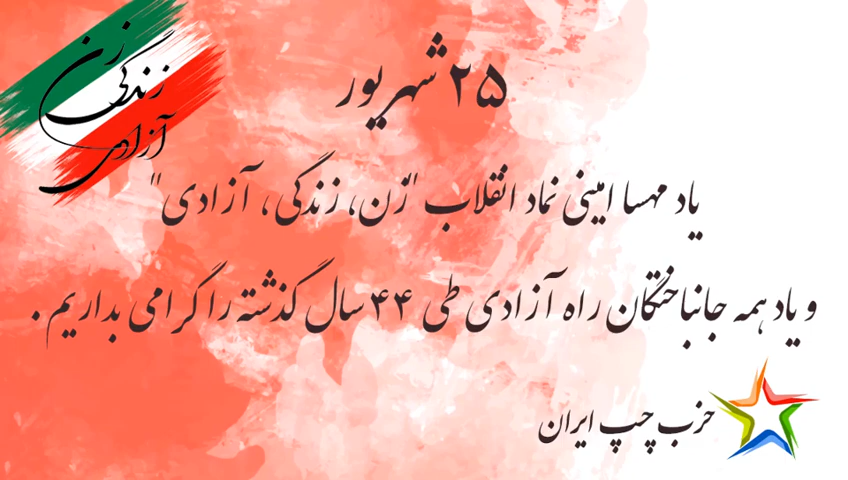 زن
زندگی
آزادی
۲۵ شهریور
یاد مهسا امینی نماد انقلاب "زن، زندگی، آزادی"
و یاد همه جانباختگان راه آزادی طی ۴۴ سال گذشته را گرامی بداریم.
حزب چپ ایران